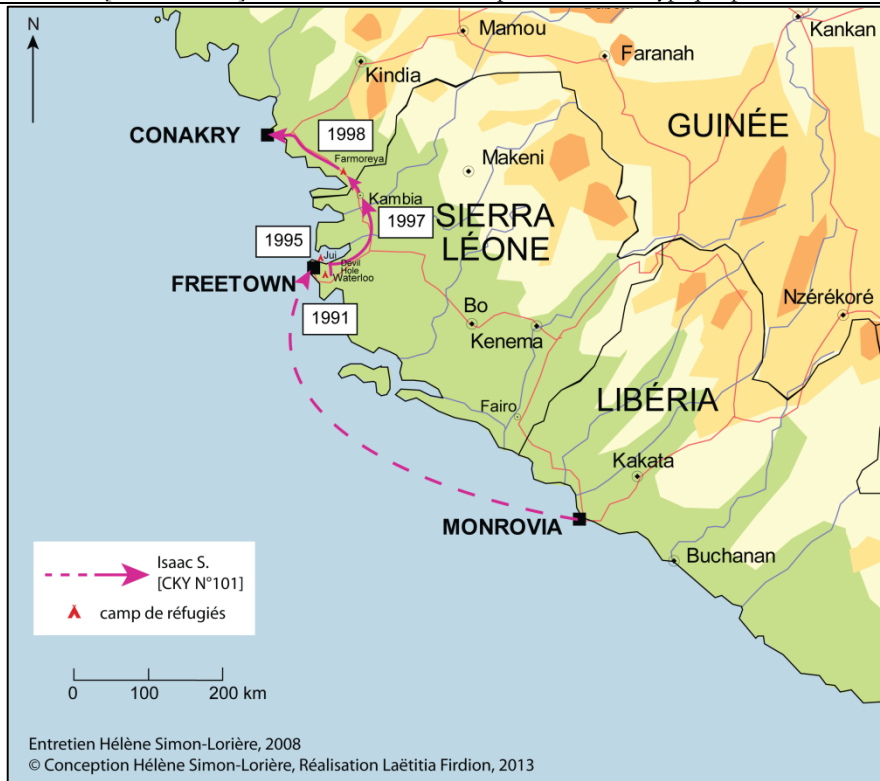 N
Mamou
Kankan
Faranah
Kindia
GUINÉE
CONAKRY
1998
Farmoreya
Makeni
Kambia
1997
SIERRA
LÉONE
1995
Jui
Devil
Hole
Waterloo
FREETOWN
1991
Bo
Kenema
Nzérékoré
LIBÉRIA
Fairo
Kakata
MONROVIA
Buchanan
Isaac S.
[CKY N°101]
camp de réfugiés
0 100 200 km
Entretien Hélène Simon-Lorière, 2008
© Conception Hélène Simon-Lorière, Réalisation Laëtitia Firdion, 2013